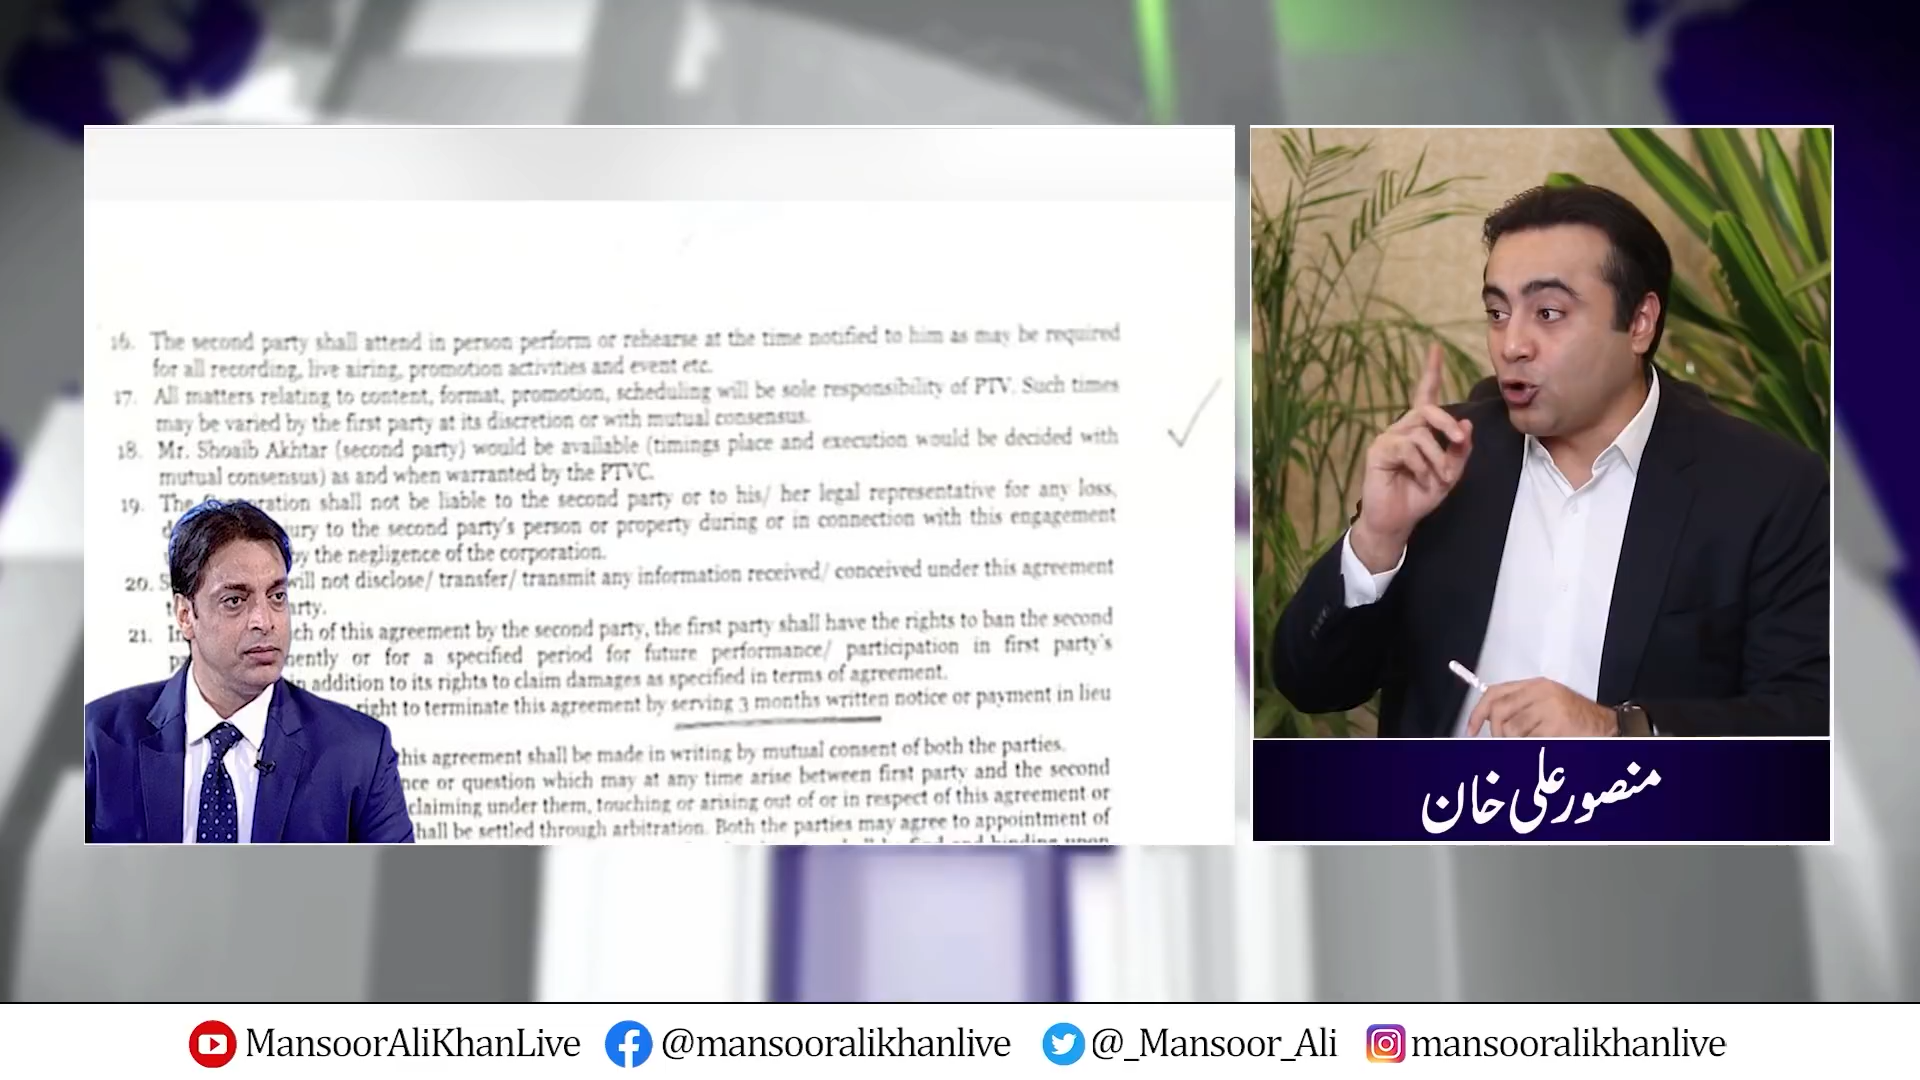 16. The second party shall attend in person perform or rehearse at the time notified to him as may be required
for all recording, live airing, promotion activities and event etc.
17. All matters relating to content, format, promotion, scheduling will be sole responsibility of PTV. Such times
may be varied by the first party at its discretion or with mutual consensus.
18. Mr. Shoaib Akhtar (second party) would be available (timings place and execution would be decided with
mutual consensus) as and when warranted by the PTVC.
19. The shall not be liable to the second party or to his/ her legal representative for any loss,
to the second party's person or property during or in connection with this engagement
by the negligence of the corporation.
20. will not disclose/ transfer/ transmit any information received/ conceived under this agreement
21. of this agreement by the second party, the first party shall have the rights to ban the second
or for a specified period for future performance/ participation in first party's
in addition to its rights to claim damages as specified in terms of agreement.
right to terminate this agreement by serving 3 months written notice or payment in lieu
this agreement shall be made in writing by mutual consent of both the parties.
or question which may at any time arise between first party and the second
claiming under them, touching or arising out of or in respect of this agreement or
be settled through arbitration. Both the parties may agree to appointment of
منصور علی خان
MansoorAliKhanLive @mansooralikhanlive @_Mansoor_Ali mansooralikhanlive